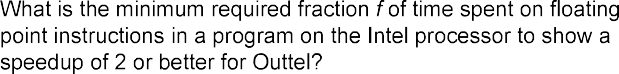 What is the minimum required fraction f of time spent on floating
point instructions in a program on the Intel processor to show a
speedup of 2 or better for Outtel?